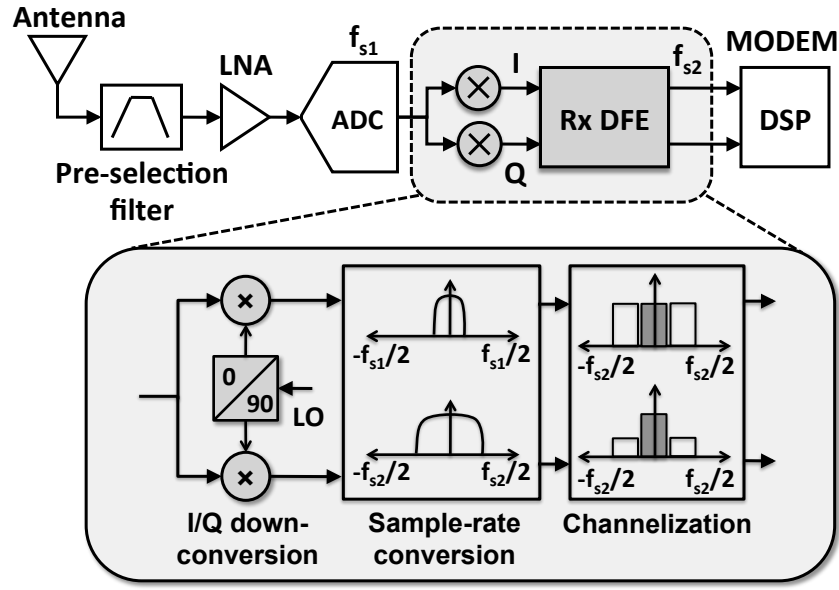 Antenna
Pre-selection
filter
LNA
f_s1
ADC
I
Q
Rx DFE
f_s2
MODEM
DSP
0
90
LO
I/Q down-
conversion
-f_s1/2 f_s1/2
-f_s2/2 f_s2/2
Sample-rate
conversion
-f_s2/2 f_s2/2
-f_s2/2 f_s2/2
Channelization